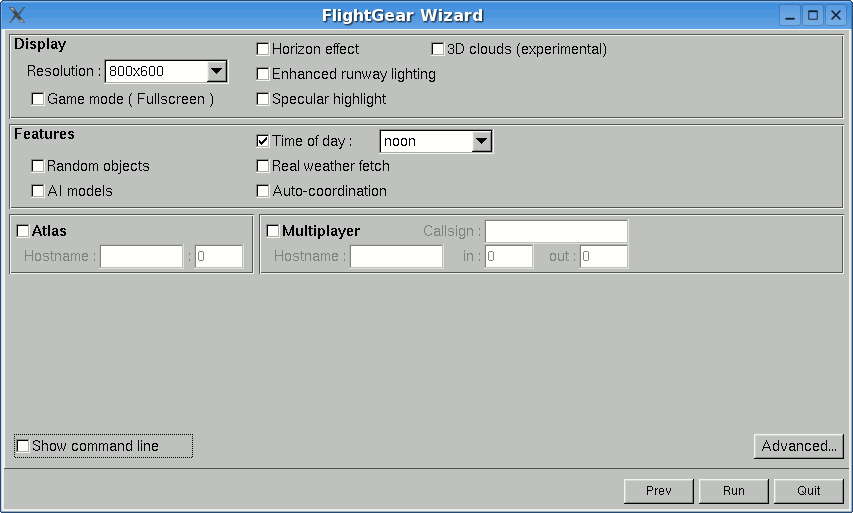 FlightGear Wizard
Display
Horizon effect
3D clouds (experimental)
Resolution : 800x600
Enhanced runway lighting
Game mode ( Fullscreen )
Specular highlight
Features
Time of day : noon
Random objects
Real weather fetch
AI models
Auto-coordination
Atlas
Hostname : : 0
Multiplayer
Callsign :
Hostname : in : 0 out : 0
Show command line
Advanced...
Prev
Run
Quit